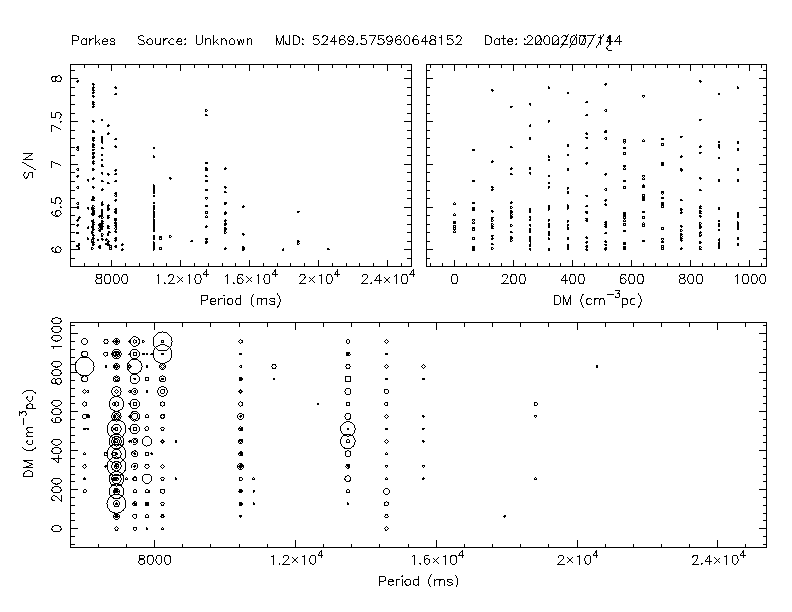 Parkes Source: Unknown MJD: 52469.575960648152 Date:
8
7.5
7
6.5
6
S/N
8000 1.2×10⁴ 1.6×10⁴ 2×10⁴ 2.4×10⁴
Period (ms)
0 200 400 600 800 1000
DM (cm⁻³pc)
1000
800
600
400
200
0
DM (cm⁻³pc)
8000 1.2×10⁴ 1.6×10⁴ 2×10⁴ 2.4×10⁴
Period (ms)